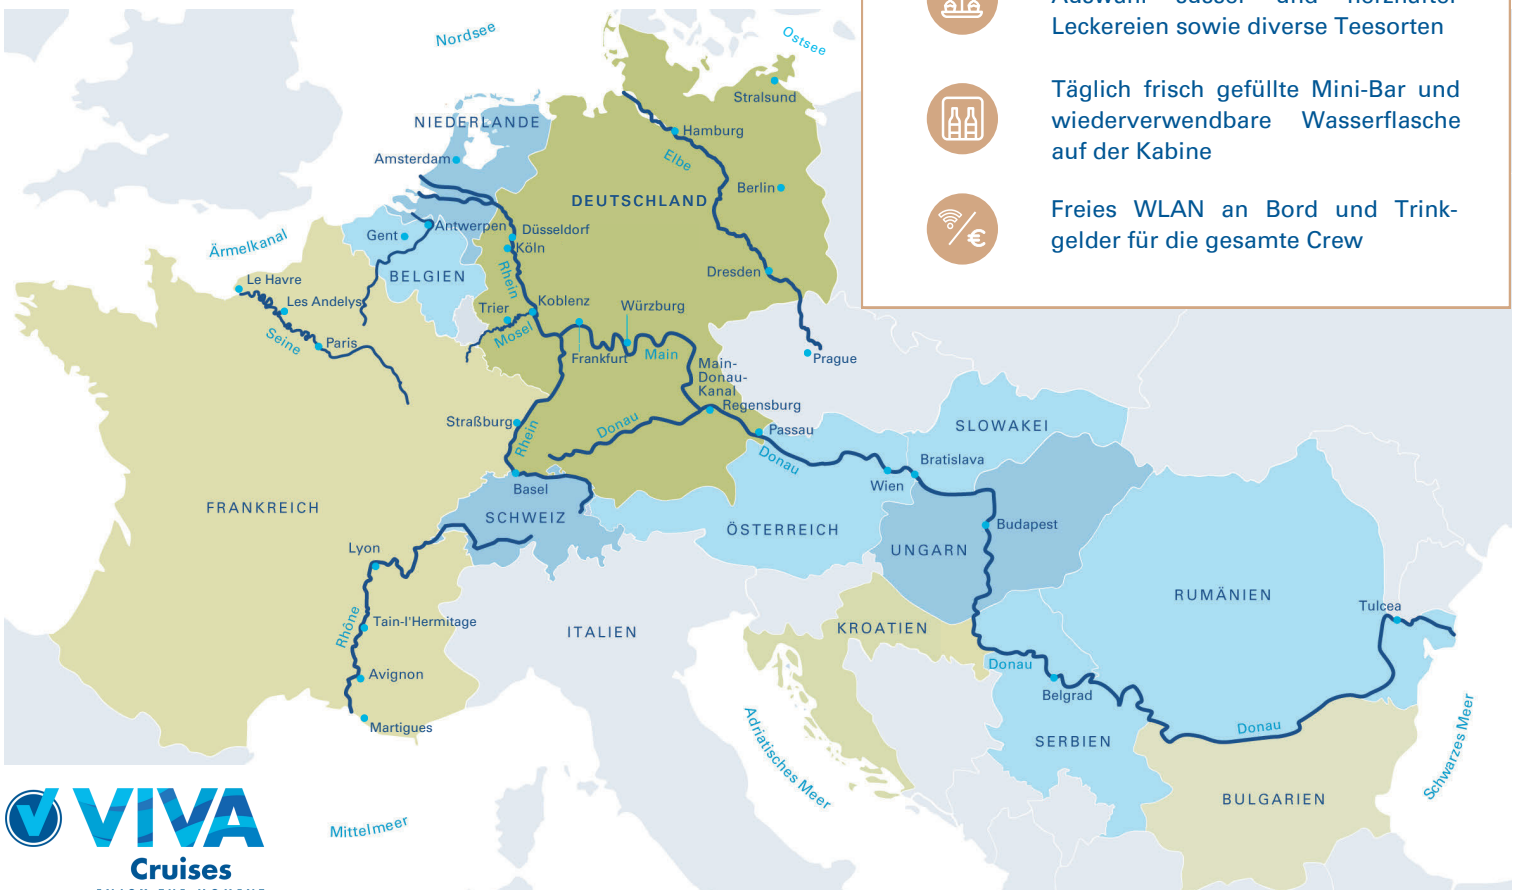 Leckereien sowie diverse Teesorten
Täglich frisch gefüllte Mini-Bar und
wiederverwendbare Wasserflasche
auf der Kabine
Freies WLAN an Bord und Trink-
gelder für die gesamte Crew
€
Nordsee
Ostsee
Stralsund
NIEDERLANDE
Hamburg
Elbe
Amsterdam
Berlin
DEUTSCHLAND
Ärmelkanal
Gent
Antwerpen
Düsseldorf
Köln
BELGIEN
Rhein
Dresden
Le Havre
Les Andelys
Seine
Paris
Trier
Mosel
Koblenz
Würzburg
Frankfurt
Main
Prague
Main-
Donau-
Kanal
Regensburg
Straßburg
Rhein
Donau
Passau
Donau
SLOWAKEI
Bratislava
Wien
Basel
SCHWEIZ
FRANKREICH
ÖSTERREICH
UNGARN
Budapest
Lyon
Rhône
Tain-l'Hermitage
Avignon
Martigues
ITALIEN
KROATIEN
RUMÄNIEN
Tulcea
Donau
Belgrad
SERBIEN
Donau
BULGARIEN
Adriatisches Meer
Schwarzes Meer
Mittelmeer
VIVA
Cruises